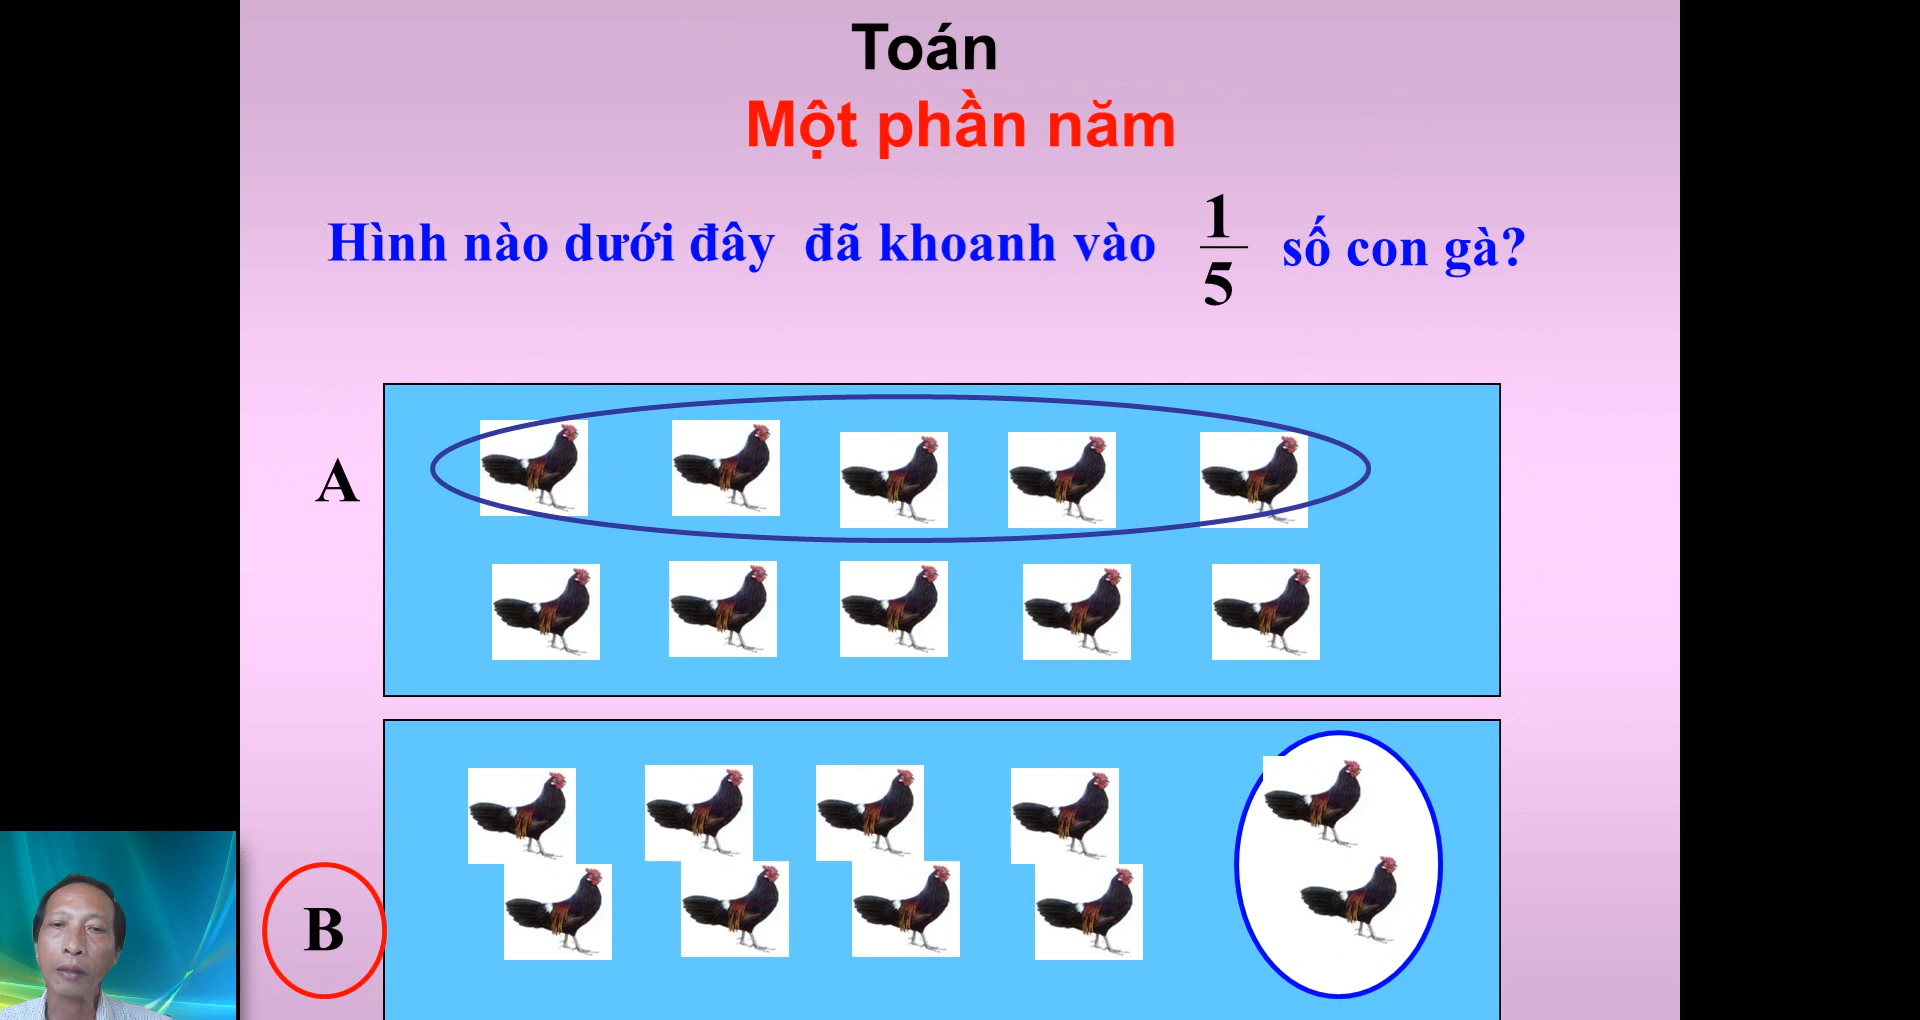 Toán
Một phần năm
Hình nào dưới đây đã khoanh vào 1/5 số con gà?
A
B